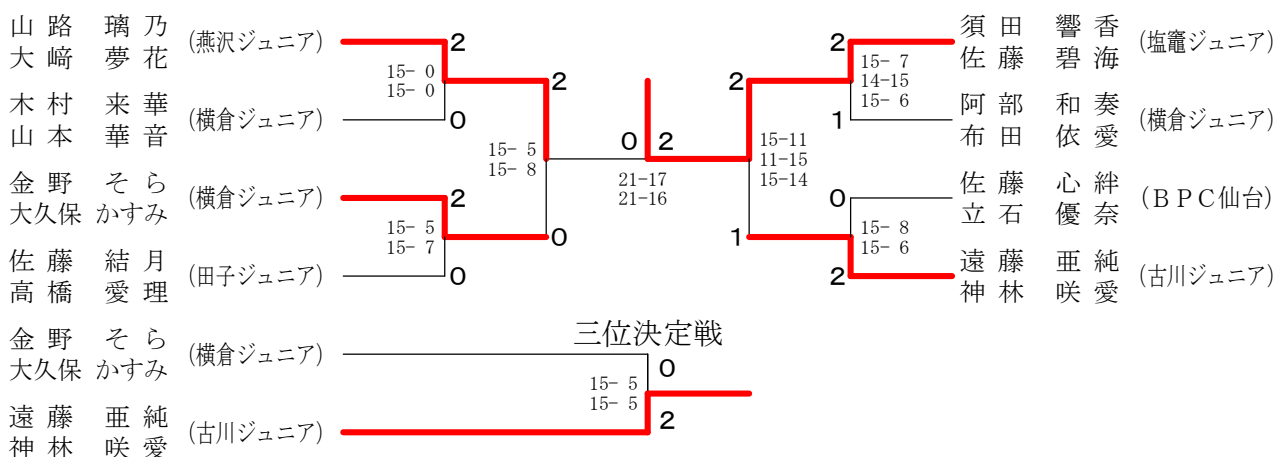 山路 璃乃
大﨑 夢花
(燕沢ジュニア)
2
15- 0
15- 0
木村 来華
山本 華音
(横倉ジュニア)
0
2
15- 5
15- 8
金野 そら
大久保 かすみ
(横倉ジュニア)
2
15- 5
15- 7
0
佐藤 結月
高橋 愛理
(田子ジュニア)
0
0 2
21-17
21-16
須田 響香
佐藤 碧海
(塩竈ジュニア)
2
15- 7
14-15
15- 6
阿部 和奏
布田 依愛
(横倉ジュニア)
1
2
15-11
11-15
15-14
佐藤 心絆
立石 優奈
(BPC仙台)
0
15- 8
15- 6
1
遠藤 亜純
神林 咲愛
(古川ジュニア)
2
三位決定戦
金野 そら
大久保 かすみ
(横倉ジュニア)
0
15- 5
15- 5
遠藤 亜純
神林 咲愛
(古川ジュニア)
2